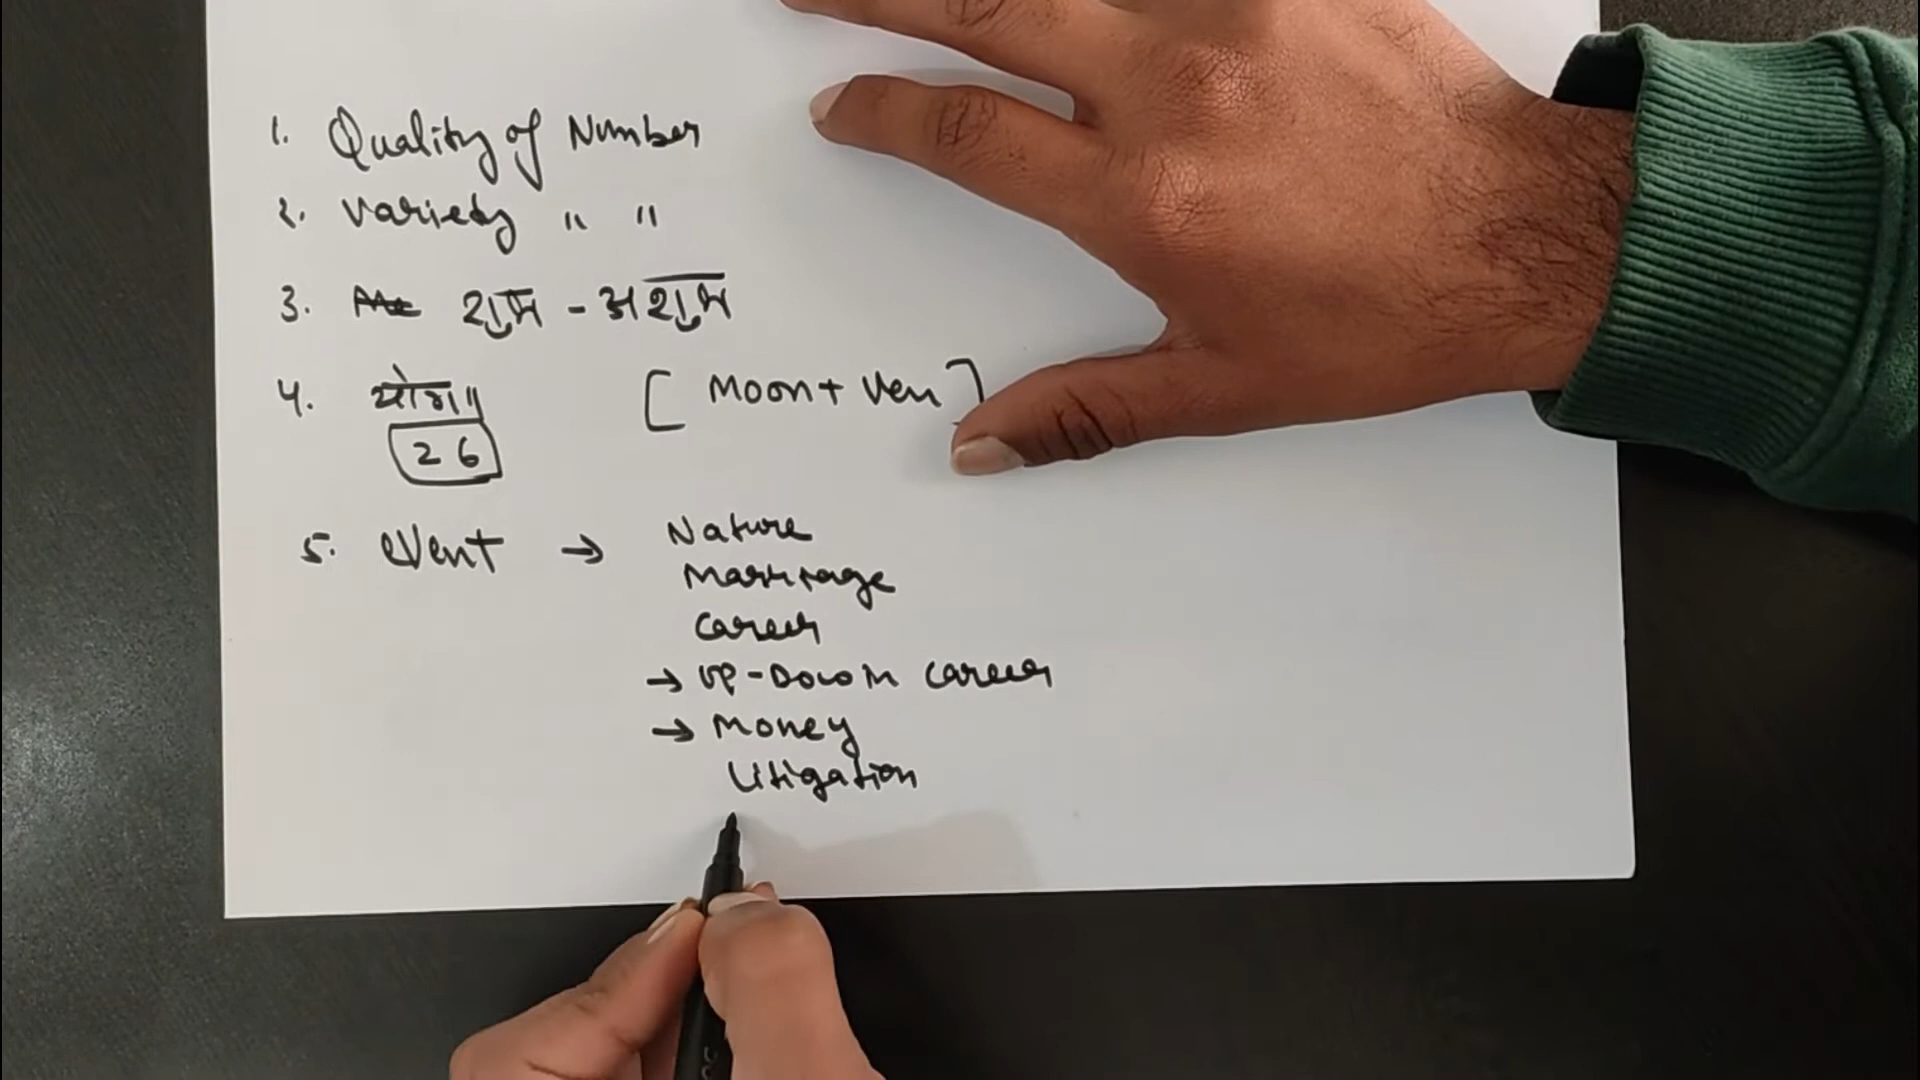 1. Quality of Number
2. Variety " "
3. शुभ - अशुभ
4. योग॥ [Moon + Ven]
26
5. event → Nature
Marriage
Career
→ UP-Down Career
→ Money
Litigation